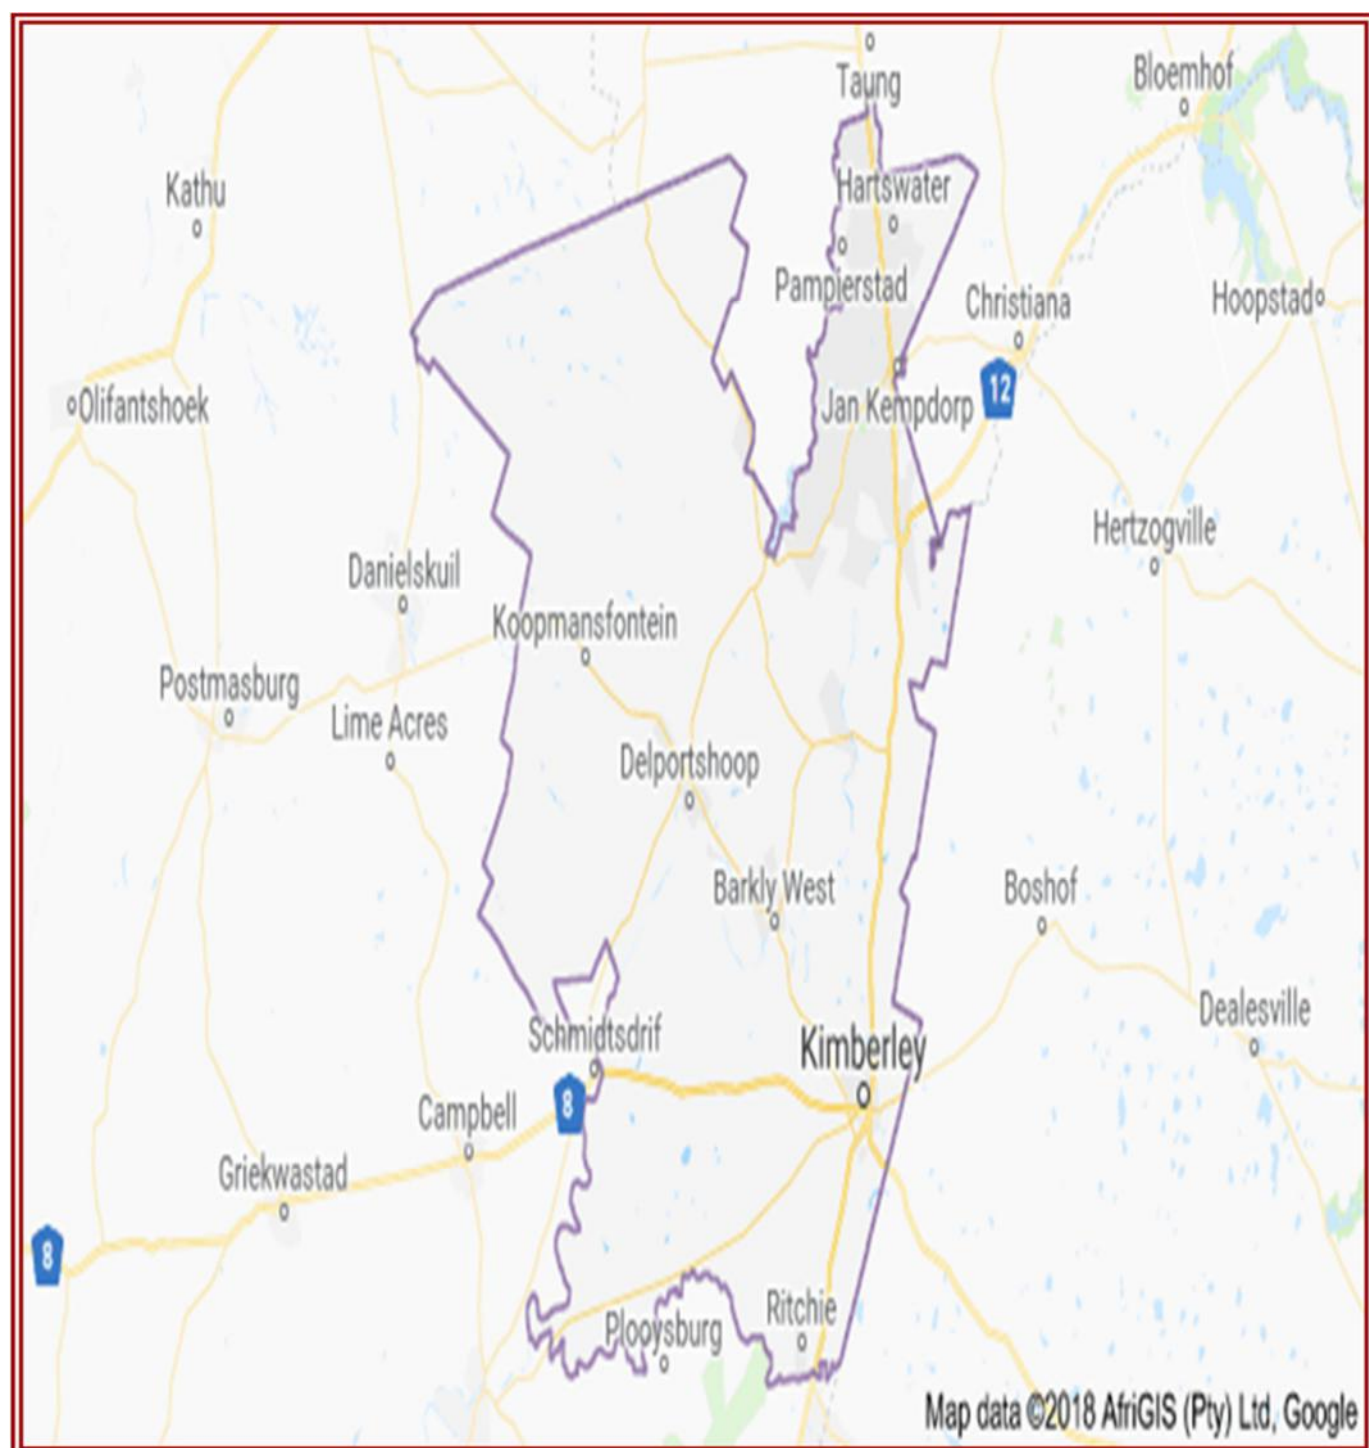 Taung
Bloemhof
Kathu
Hartswater
Pampierstad
Christiana
Hoopstad
Olifantshoek
12
Jan Kempdorp
Hertzogville
Danielskuil
Koopmansfontein
Postmasburg
Lime Acres
Delportshoop
Barkly West
Boshof
Dealesville
Schmidtsdrif
Kimberley
8
Campbell
Griekwastad
8
Ritchie
Plooysburg
Map data ©2018 AfriGIS (Pty) Ltd, Google